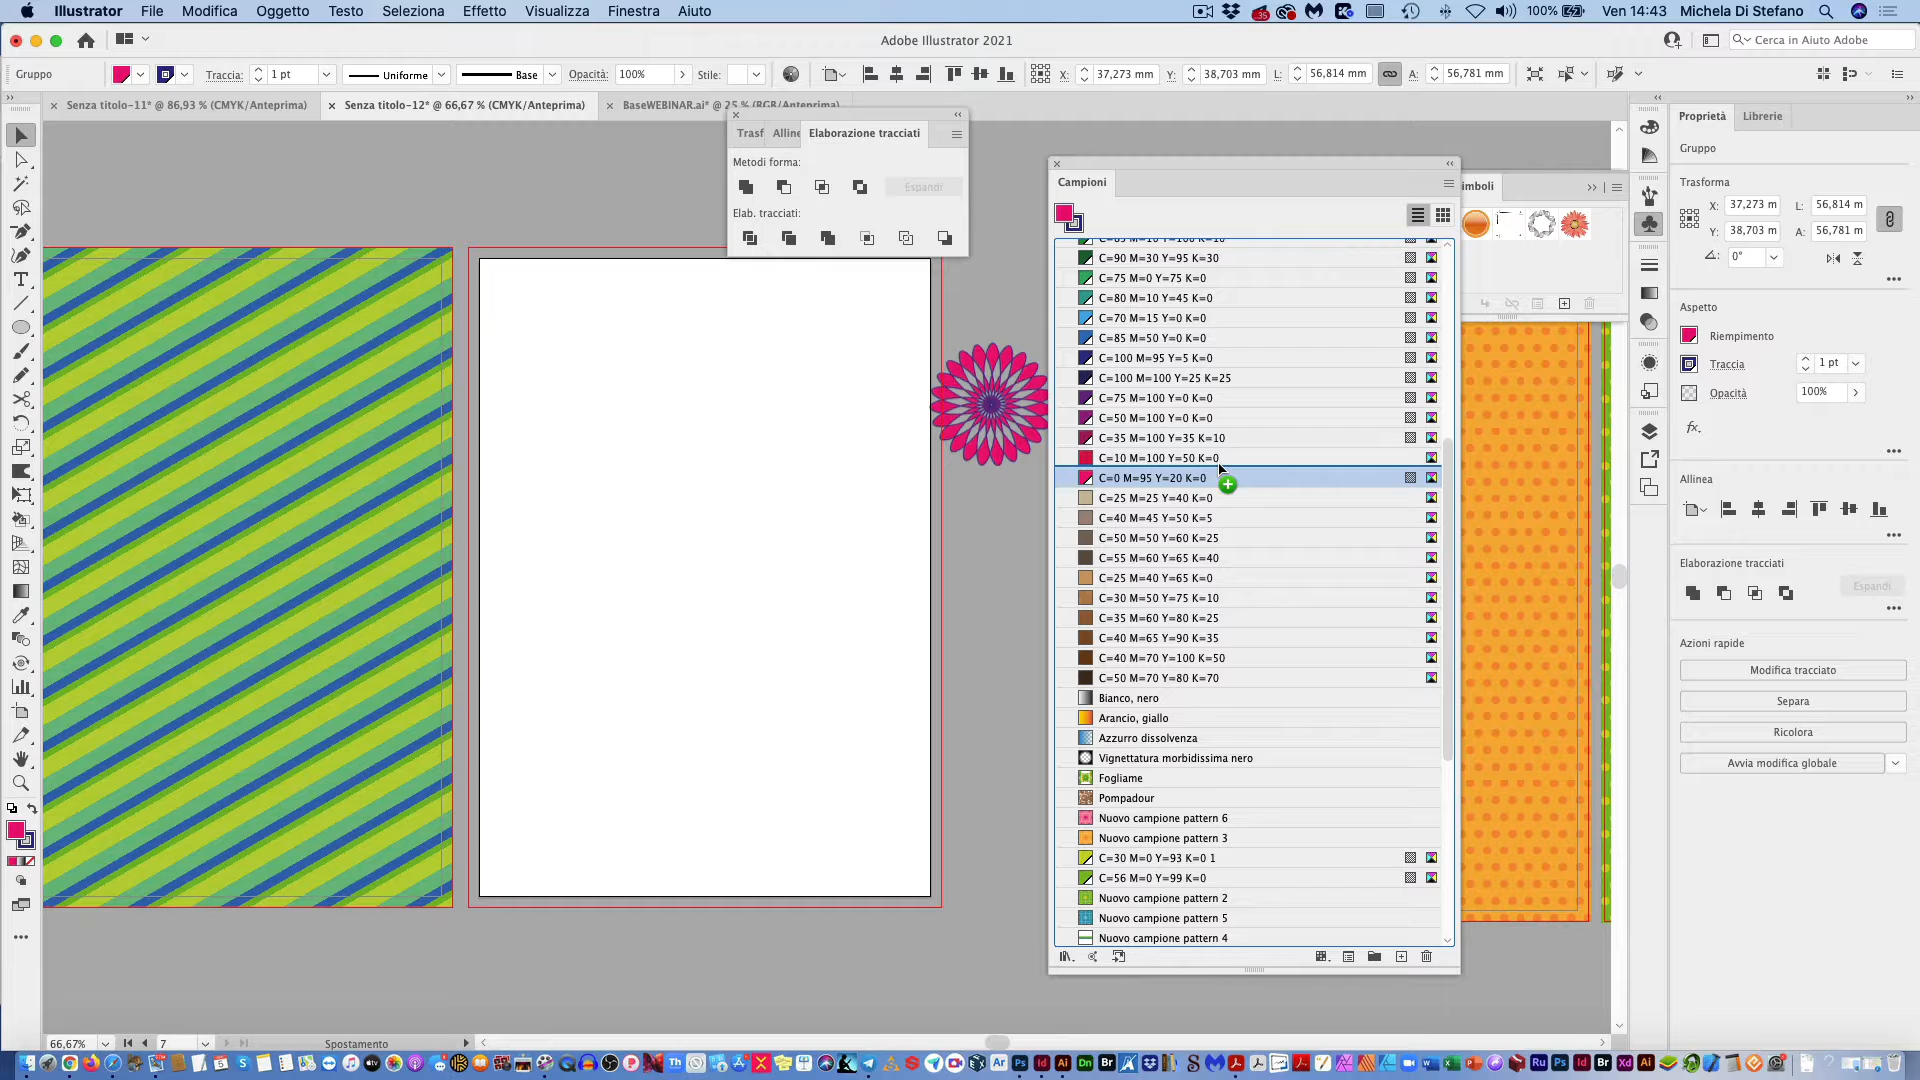 Illustrator File Modifica Oggetto Testo Seleziona Effetto Visualizza Finestra Aiuto
35
100% Ven 14:43 Michela Di Stefano
Adobe Illustrator 2021
Cerca in Aiuto Adobe
Gruppo
Traccia: 1 pt
Uniforme
Base
Opacità: 100%
Stile:
X: 37,273 mm
Y: 38,703 mm
L: 56,814 mm
A: 56,781 mm
Senza titolo-11* @ 86,93 % (CMYK/Anteprima)
Senza titolo-12* @ 66,67 % (CMYK/Anteprima)
BaseWEBINAR.ai* @ 25 % (RGB/Anteprima)
Trasf Alline Elaborazione tracciati
Metodi forma:
Espandi
Elab. tracciati:
Campioni
imboli
C=90 M=30 Y=95 K=30
C=75 M=0 Y=75 K=0
C=80 M=10 Y=45 K=0
C=70 M=15 Y=0 K=0
C=85 M=50 Y=0 K=0
C=100 M=95 Y=5 K=0
C=100 M=100 Y=25 K=25
C=75 M=100 Y=0 K=0
C=50 M=100 Y=0 K=0
C=35 M=100 Y=35 K=10
C=10 M=100 Y=50 K=0
C=0 M=95 Y=20 K=0
C=25 M=25 Y=40 K=0
C=40 M=45 Y=50 K=5
C=50 M=50 Y=60 K=25
C=55 M=60 Y=65 K=40
C=25 M=40 Y=65 K=0
C=30 M=50 Y=75 K=10
C=35 M=60 Y=80 K=25
C=40 M=65 Y=90 K=35
C=40 M=70 Y=100 K=50
C=50 M=70 Y=80 K=70
Bianco, nero
Arancio, giallo
Azzurro dissolvenza
Vignettatura morbidissima nero
Fogliame
Pompadour
Nuovo campione pattern 6
Nuovo campione pattern 3
C=30 M=0 Y=93 K=0 1
C=56 M=0 Y=99 K=0
Nuovo campione pattern 2
Nuovo campione pattern 5
Nuovo campione pattern 4
Proprietà Librerie
Gruppo
Trasforma
X: 37,273 m L: 56,814 m
Y: 38,703 m A: 56,781 m
0°
Aspetto
Riempimento
Traccia 1 pt
Opacità 100%
fx.
Allinea
Elaborazione tracciati
Espandi
Azioni rapide
Modifica tracciato
Separa
Ricolora
Avvia modifica globale
66,67% 7 Spostamento